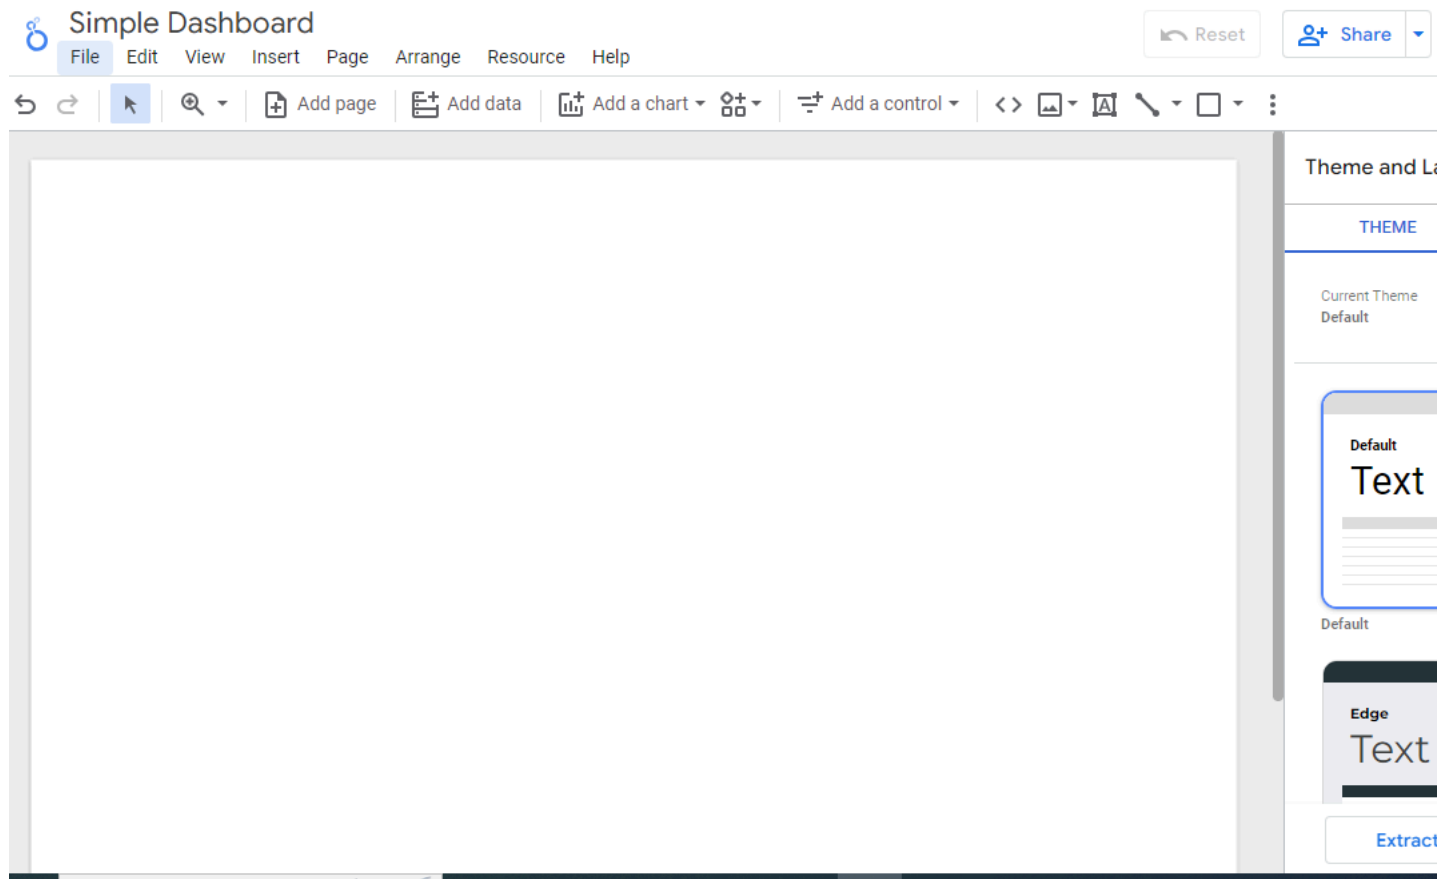 Simple Dashboard
Reset
Share
File Edit View Insert Page Arrange Resource Help
Add page Add data Add a chart Add a control
A
Theme and La
THEME
Current Theme
Default
Default
Text
Default
Edge
Text
Extract